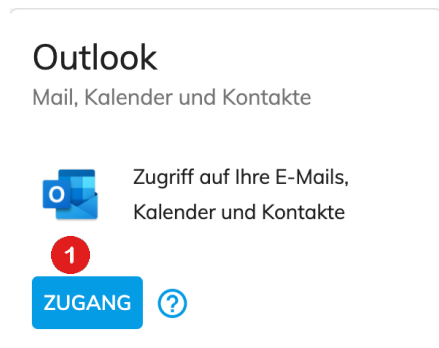 Outlook
Mail, Kalender und Kontakte
O
Zugriff auf Ihre E-Mails,
Kalender und Kontakte
1
ZUGANG ?